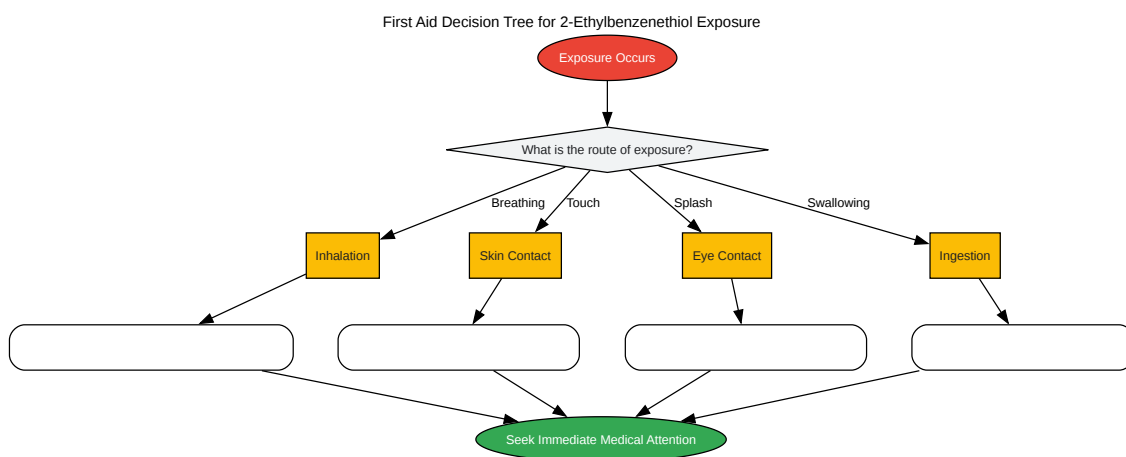 First Aid Decision Tree for 2-Ethylbenzenethiol Exposure
Exposure Occurs
What is the route of exposure?
Breathing
Touch
Splash
Swallowing
Inhalation
Skin Contact
Eye Contact
Ingestion
Seek Immediate Medical Attention